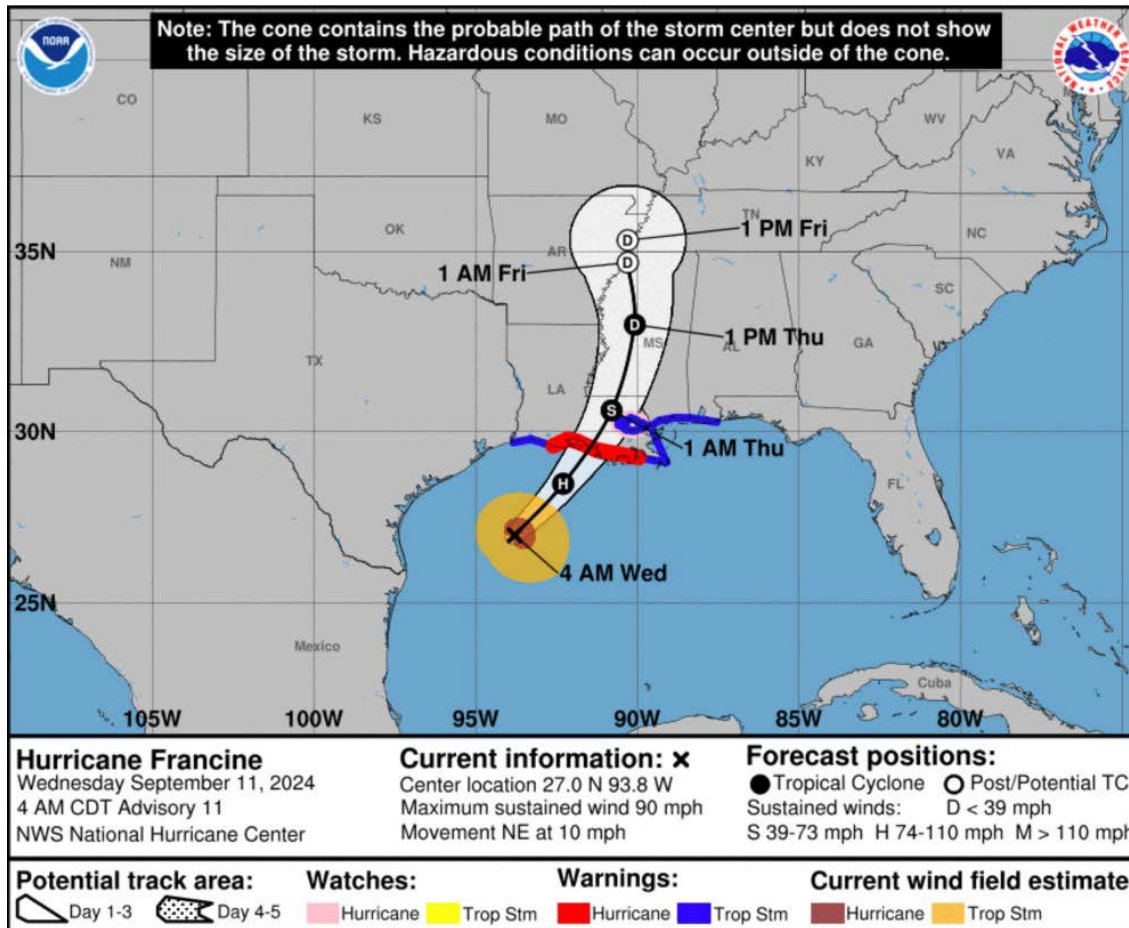 Note: The cone contains the probable path of the storm center but does not show
the size of the storm. Hazardous conditions can occur outside of the cone.
NOAA
NATIONAL WEATHER SERVICE
CO
KS
MO
WV
VA
KY
OK
TN
NC
NM
AR
SC
TX
LA
MS
AL
GA
FL
Mexico
Cuba
1 PM Fri
1 AM Fri
1 PM Thu
1 AM Thu
4 AM Wed
D
D
D
S
H
35N
30N
25N
105W
100W
95W
90W
85W
80W
Hurricane Francine
Wednesday September 11, 2024
4 AM CDT Advisory 11
NWS National Hurricane Center
Current information: x
Center location 27.0 N 93.8 W
Maximum sustained wind 90 mph
Movement NE at 10 mph
Forecast positions:
Tropical Cyclone Post/Potential TC
Sustained winds: D < 39 mph
S 39-73 mph H 74-110 mph M > 110 mph
Potential track area:
Day 1-3 Day 4-5
Watches:
Hurricane Trop Stm
Warnings:
Hurricane Trop Stm
Current wind field estimate
Hurricane Trop Stm